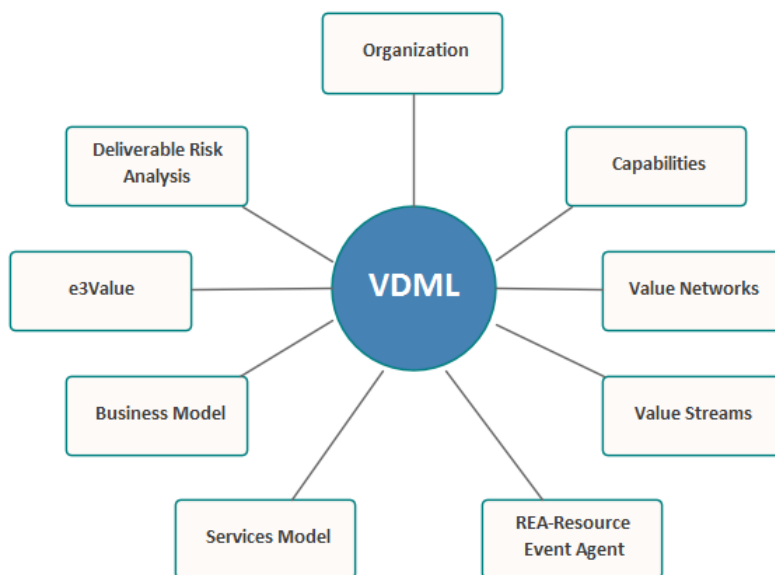 Organization
Deliverable Risk
Analysis
Capabilities
e3Value
VDML
Value Networks
Business Model
Value Streams
Services Model
REA-Resource
Event Agent